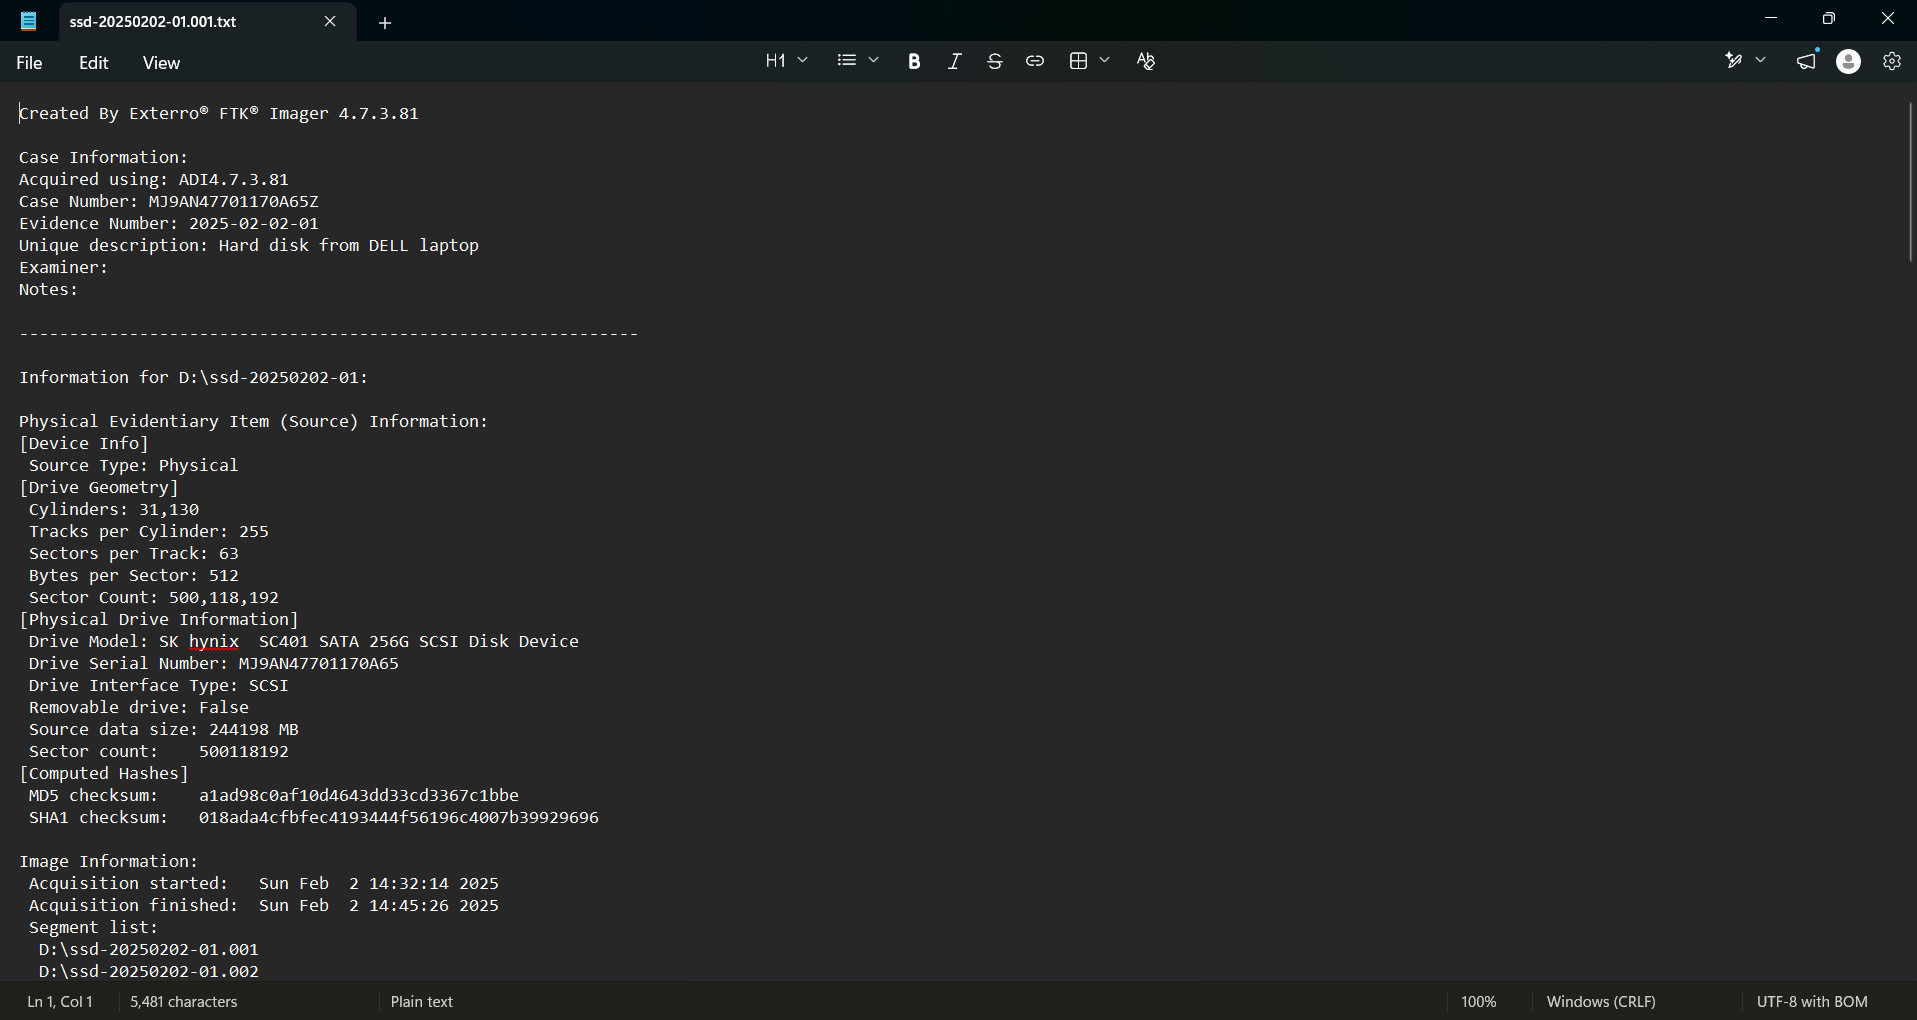 ssd-20250202-01.001.txt
File Edit View H1
Created By Exterro® FTK® Imager 4.7.3.81
Case Information:
Acquired using: ADI4.7.3.81
Case Number: MJ9AN47701170A65Z
Evidence Number: 2025-02-02-01
Unique description: Hard disk from DELL laptop
Examiner:
Notes:
--------------------------------------------------------------
Information for D:\ssd-20250202-01:
Physical Evidentiary Item (Source) Information:
[Device Info]
Source Type: Physical
[Drive Geometry]
Cylinders: 31,130
Tracks per Cylinder: 255
Sectors per Track: 63
Bytes per Sector: 512
Sector Count: 500,118,192
[Physical Drive Information]
Drive Model: SK hynix  SC401 SATA 256G SCSI Disk Device
Drive Serial Number: MJ9AN47701170A65
Drive Interface Type: SCSI
Removable drive: False
Source data size: 244198 MB
Sector count:    500118192
[Computed Hashes]
MD5 checksum:    a1ad98c0af10d4643dd33cd3367c1bbe
SHA1 checksum:   018ada4cfbfec4193444f56196c4007b39929696
Image Information:
Acquisition started:   Sun Feb  2 14:32:14 2025
Acquisition finished:  Sun Feb  2 14:45:26 2025
Segment list:
D:\ssd-20250202-01.001
D:\ssd-20250202-01.002
Ln 1, Col 1 5,481 characters Plain text 100% Windows (CRLF) UTF-8 with BOM